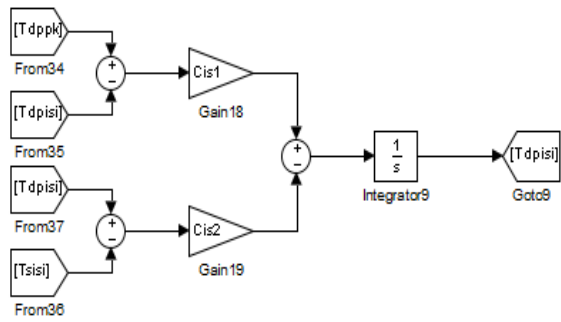 [Tdppk]
From34
+
−
Cis1
Gain18
[Tdpisi]
From35
+
−
1
s
Integrator9
[Tdpisi]
Goto9
[Tdpisi]
From37
+
−
Cis2
Gain19
[Tsisi]
From36